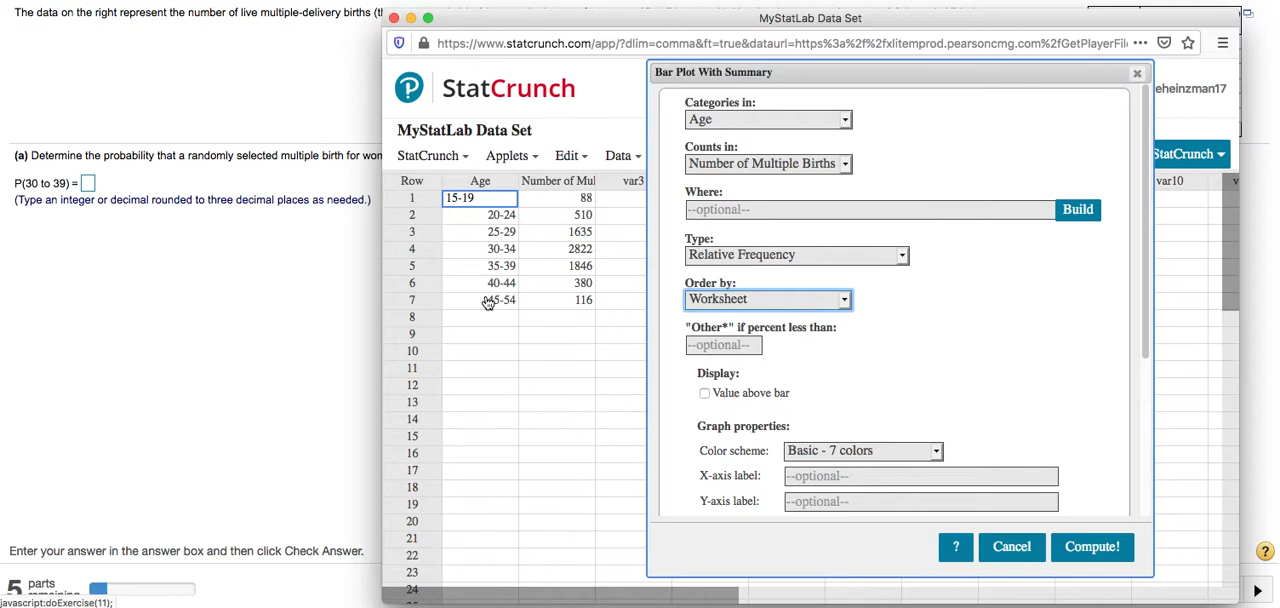 The data on the right represent the number of live multiple-delivery births (th
(a) Determine the probability that a randomly selected multiple birth for wom
P(30 to 39) =
(Type an integer or decimal rounded to three decimal places as needed.)
Enter your answer in the answer box and then click Check Answer.
5 parts
remaining
javascript:doExercise(11);
MyStatLab Data Set
https://www.statcrunch.com/app/?dlim=comma&ft=true&dataurl=https%3a%2f%2fxlitemprod.pearsoncmg.com%2fGetPlayerFil
StatCrunch
eheinzman17
MyStatLab Data Set
StatCrunch Applets Edit Data
StatCrunch
Row Age Number of Mul var3 var10
1 15-19 88
2 20-24 510
3 25-29 1635
4 30-34 2822
5 35-39 1846
6 40-44 380
7 45-54 116
8
9
10
11
12
13
14
15
16
17
18
19
20
21
22
23
24
Bar Plot With Summary
Categories in:
Age
Counts in:
Number of Multiple Births
Where:
--optional-- Build
Type:
Relative Frequency
Order by:
Worksheet
"Other*" if percent less than:
--optional--
Display:
Value above bar
Graph properties:
Color scheme: Basic - 7 colors
X-axis label: --optional--
Y-axis label: --optional--
? Cancel Compute!
?